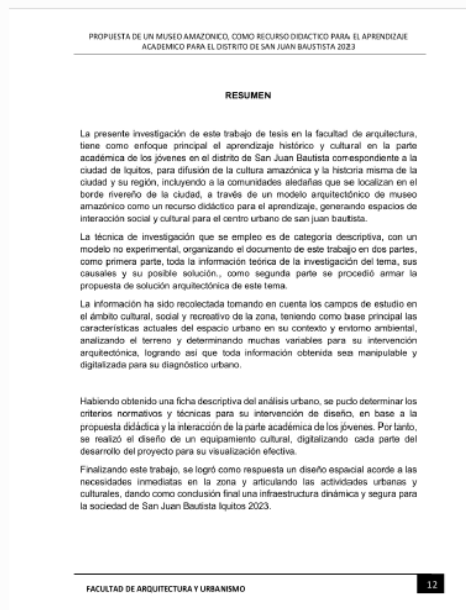 PROPUESTA DE UN MUSEO AMAZONICO, COMO RECURSO DIDACTICO PARA EL APRENDIZAJE
ACADEMICO PARA EL DISTRITO DE SAN JUAN BAUSTISTA 2023
RESUMEN
La presente investigación de este trabajo de tesis en la facultad de arquitectura,
tiene como enfoque principal el aprendizaje histórico y cultural en la parte
académica de los jóvenes en el distrito de San Juan Bautista correspondiente a la
ciudad de Iquitos, para difusión de la cultura amazónica y la historia misma de la
ciudad y su región, incluyendo a la comunidades aledañas que se localizan en el
borde rivereño de la ciudad, a través de un modelo arquitectónico de museo
amazónico como un recurso didáctico para el aprendizaje, generando espacios de
interacción social y cultural para el centro urbano de san juan bautista.
La técnica de investigación que se empleo es de categoría descriptiva, con un
modelo no experimental, organizando el documento de este trabajo en dos partes,
como primera parte, toda la información teórica de la investigación del tema, sus
causales y su posible solución., como segunda parte se procedió armar la
propuesta de solución arquitectónica de este tema.
La información ha sido recolectada tomando en cuenta los campos de estudio en
el ámbito cultural, social y recreativo de la zona, teniendo como base principal las
características actuales del espacio urbano en su contexto y entorno ambiental,
analizando el terreno y determinando muchas variables para su intervención
arquitectónica, logrando así que toda información obtenida sea manipulable y
digitalizada para su diagnóstico urbano.
Habiendo obtenido una ficha descriptiva del análisis urbano, se pudo determinar los
criterios normativos y técnicas para su intervención de diseño, en base a la
propuesta didáctica y la interacción de la parte académica de los jóvenes. Por tanto,
se realizó el diseño de un equipamiento cultural, digitalizando cada parte del
desarrollo del proyecto para su visualización efectiva.
Finalizando este trabajo, se logró como respuesta un diseño espacial acorde a las
necesidades inmediatas en la zona y articulando las actividades urbanas y
culturales, dando como conclusión final una infraestructura dinámica y segura para
la sociedad de San Juan Bautista Iquitos 2023.
FACULTAD DE ARQUITECTURA Y URBANISMO
12